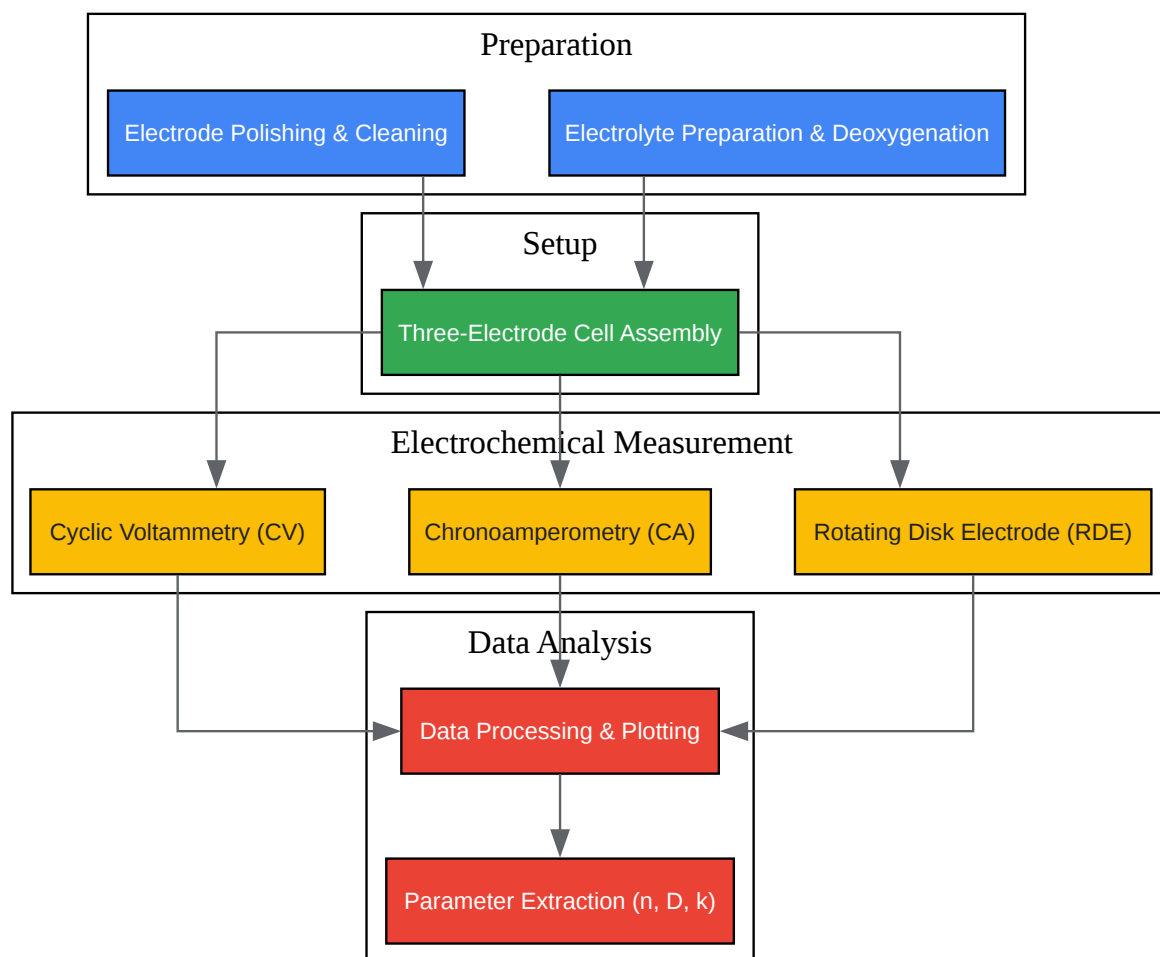 Preparation
Electrode Polishing & Cleaning
Electrolyte Preparation & Deoxygenation
Setup
Three-Electrode Cell Assembly
Electrochemical Measurement
Cyclic Voltammetry (CV)
Chronoamperometry (CA)
Rotating Disk Electrode (RDE)
Data Analysis
Data Processing & Plotting
Parameter Extraction (n, D, k)